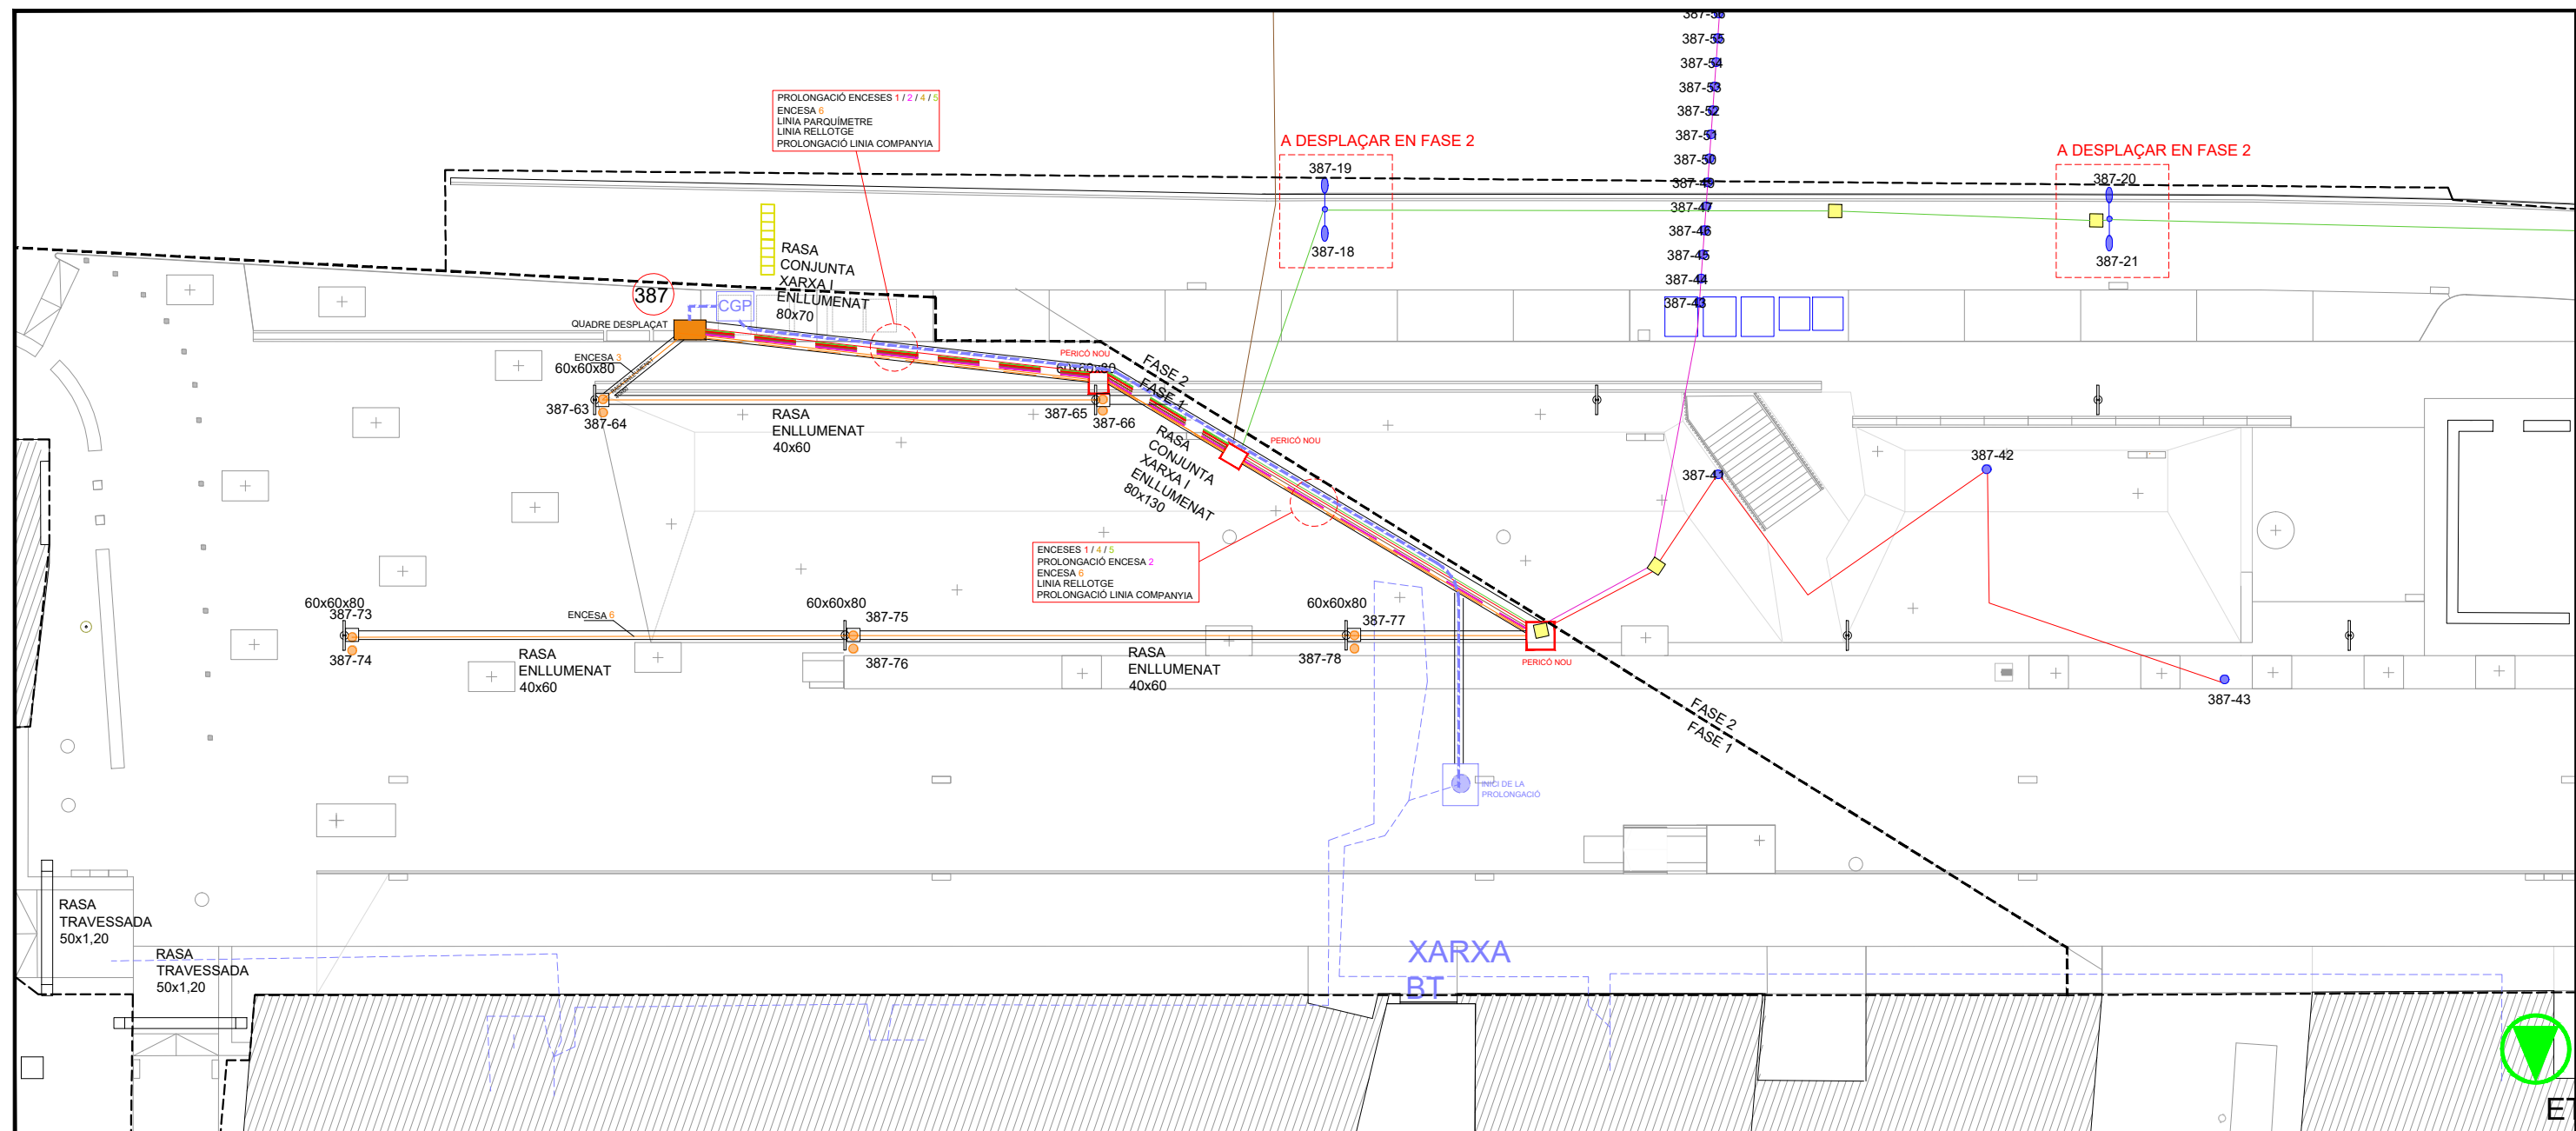 387-56
387-55
387-54
387-53
387-52
387-51
387-50
387-49
387-47
387-46
387-45
387-44
387-43
PROLONGACIÓ ENCESES 1 / 2 / 4 / 5
ENCESA 6
LINIA PARQUÍMETRE
LINIA RELLOTGE
PROLONGACIÓ LINIA COMPANYIA
A DESPLAÇAR EN FASE 2
387-19
387-18
A DESPLAÇAR EN FASE 2
387-20
387-21
RASA
CONJUNTA
XARXA I
ENLLUMENAT
80x70
387
CGP
QUADRE DESPLAÇAT
ENCESA 3
60x60x80
RASA ENLLUMENAT
PERICÓ NOU
60x60x80
FASE 2
FASE 1
387-63
387-64
RASA
ENLLUMENAT
40x60
387-65
387-66
RASA
CONJUNTA
XARXA I
ENLLUMENAT
80x130
PERICÓ NOU
387-41
387-42
ENCESES 1 / 4 / 5
PROLONGACIÓ ENCESA 2
ENCESA 6
LINIA RELLOTGE
PROLONGACIÓ LINIA COMPANYIA
60x60x80
387-73
387-74
ENCESA 6
RASA
ENLLUMENAT
40x60
60x60x80
387-75
387-76
RASA
ENLLUMENAT
40x60
60x60x80
387-77
387-78
PERICÓ NOU
387-43
FASE 2
FASE 1
INICI DE LA
PROLONGACIÓ
RASA
TRAVESSADA
50x1,20
RASA
TRAVESSADA
50x1,20
XARXA
BT
ET